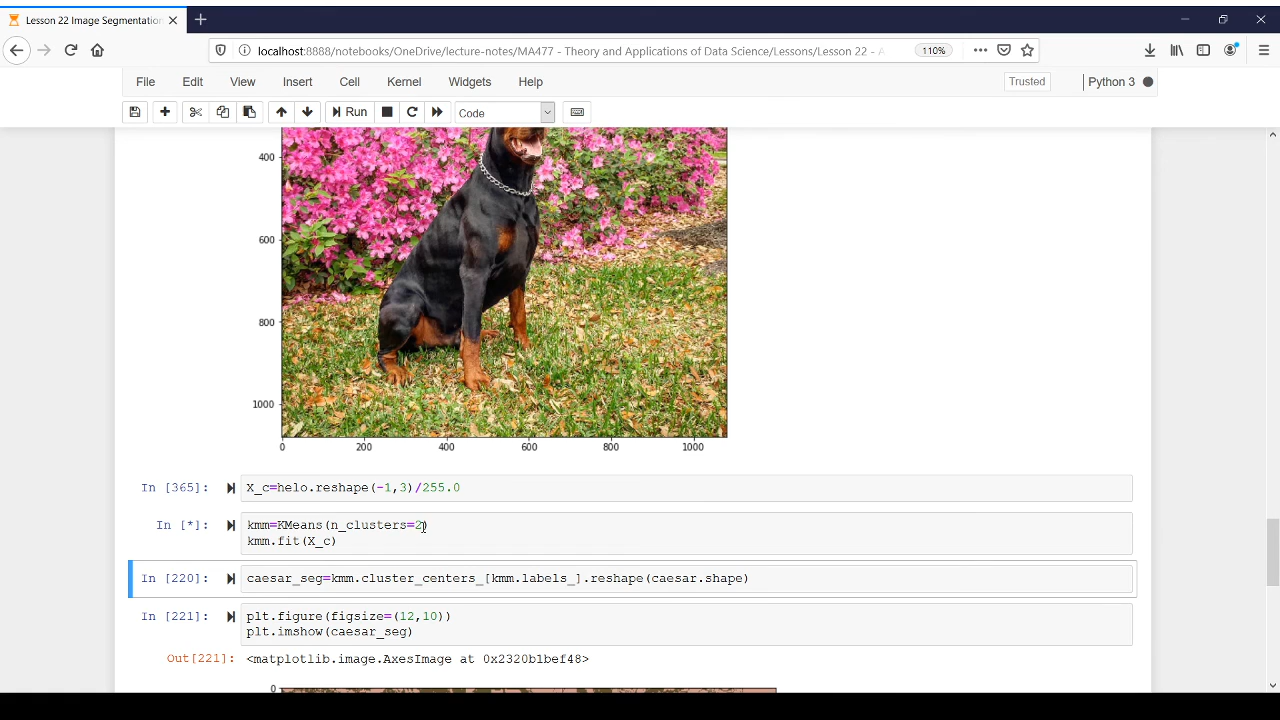 Lesson 22 Image Segmentation
localhost:8888/notebooks/OneDrive/lecture-notes/MA477 - Theory and Applications of Data Science/Lessons/Lesson 22 - A
110%
File Edit View Insert Cell Kernel Widgets Help
Trusted
Python 3
Run
Code
400
600
800
1000
0 200 400 600 800 1000
In [365]: X_c=helo.reshape(-1,3)/255.0
In [*]: kmm=KMeans(n_clusters=2)
kmm.fit(X_c)
In [220]: caesar_seg=kmm.cluster_centers_[kmm.labels_].reshape(caesar.shape)
In [221]: plt.figure(figsize=(12,10))
plt.imshow(caesar_seg)
Out[221]: <matplotlib.image.AxesImage at 0x2320b1bef48>
0